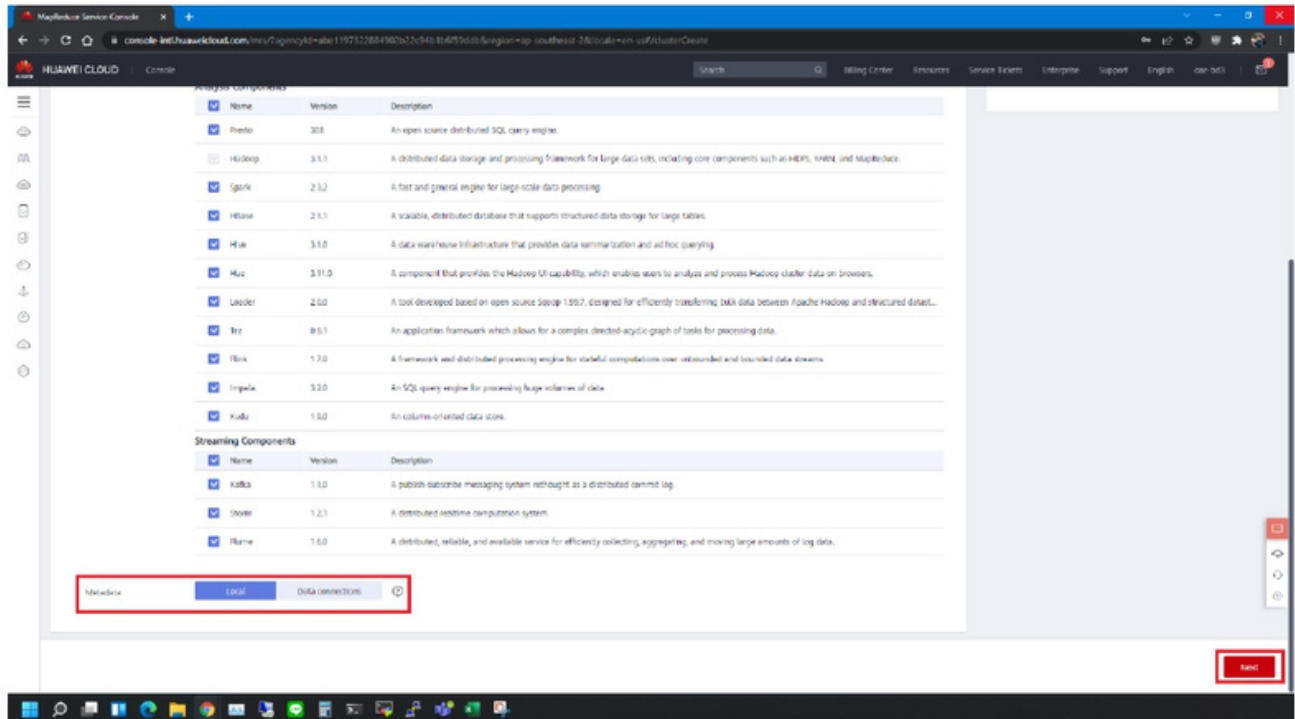 MapReduce Service Console
HUAWEI CLOUD Console Search Billing Center Resources Service Tickets Enterprise Support English
Analysis Components
Name Version Description
Presto An open source distributed SQL query engine.
Hadoop 3.1.1 A distributed data storage and processing framework for large data sets, including core components such as HDFS, YARN, and MapReduce.
Spark 2.3.2 A fast and general engine for large-scale data processing.
HBase 2.1.1 A scalable, distributed database that supports structured data storage for large tables.
Hive 3.1.0 A data warehouse infrastructure that provides data summarization and ad hoc querying.
Hue 3.11.0 A component that provides the Hadoop UI capability, which enables users to analyze and process Hadoop cluster data on browsers.
Loader 2.0.0 A tool developed based on open source Sqoop 1.99.7, designed for efficiently transferring bulk data between Apache Hadoop and structured datast...
Tez 0.9.1 An application framework which allows for a complex directed-acyclic-graph of tasks for processing data.
Flink 1.7.0 A framework and distributed processing engine for stateful computations over unbounded and bounded data streams.
Impala 3.2.0 An SQL query engine for processing huge volumes of data.
Kudu An column-oriented data store.
Streaming Components
Name Version Description
Kafka 1.1.0 A publish-subscribe messaging system rethought as a distributed commit log.
Storm 1.2.1 A distributed realtime computation system.
Flume 1.6.0 A distributed, reliable, and available service for efficiently collecting, aggregating, and moving large amounts of log data.
Metadata Local Data connections
Next